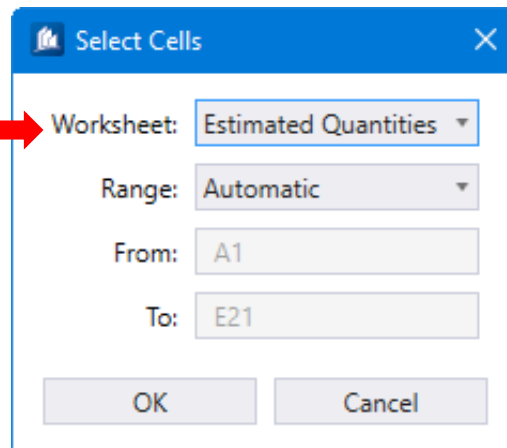 Select Cells
Worksheet: Estimated Quantities
Range: Automatic
From: A1
To: E21
OK Cancel